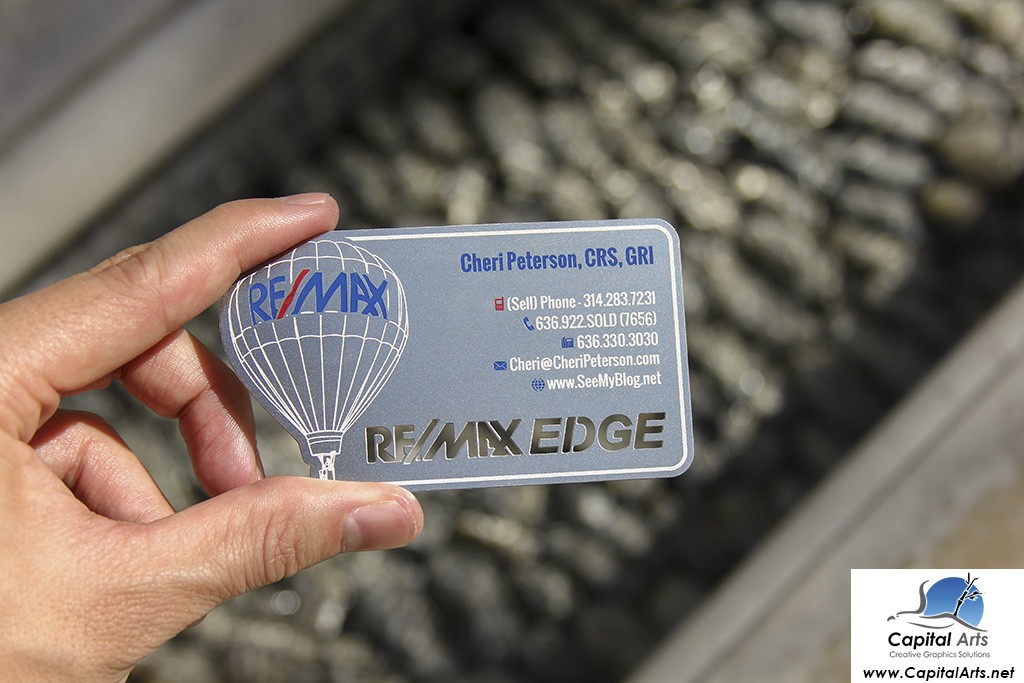 RE/MAX
Cheri Peterson, CRS, GRI
(Sell) Phone - 314.283.7231
636.922.SOLD (7656)
636.330.3030
Cheri@CheriPeterson.com
www.SeeMyBlog.net
RE/MAX EDGE
Capital Arts
Creative Graphics Solutions
www.CapitalArts.net